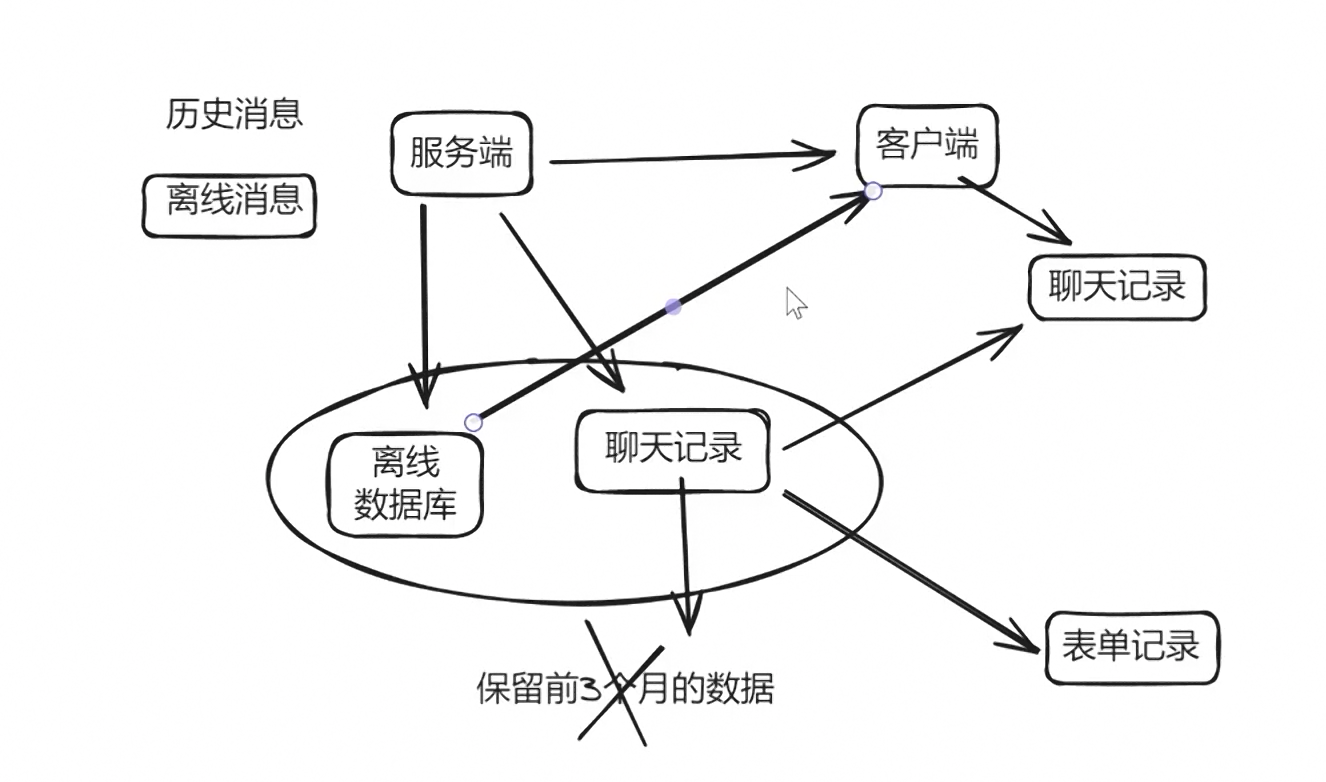 历史消息
离线消息
服务端
客户端
聊天记录
离线
数据库
聊天记录
表单记录
保留前3个月的数据